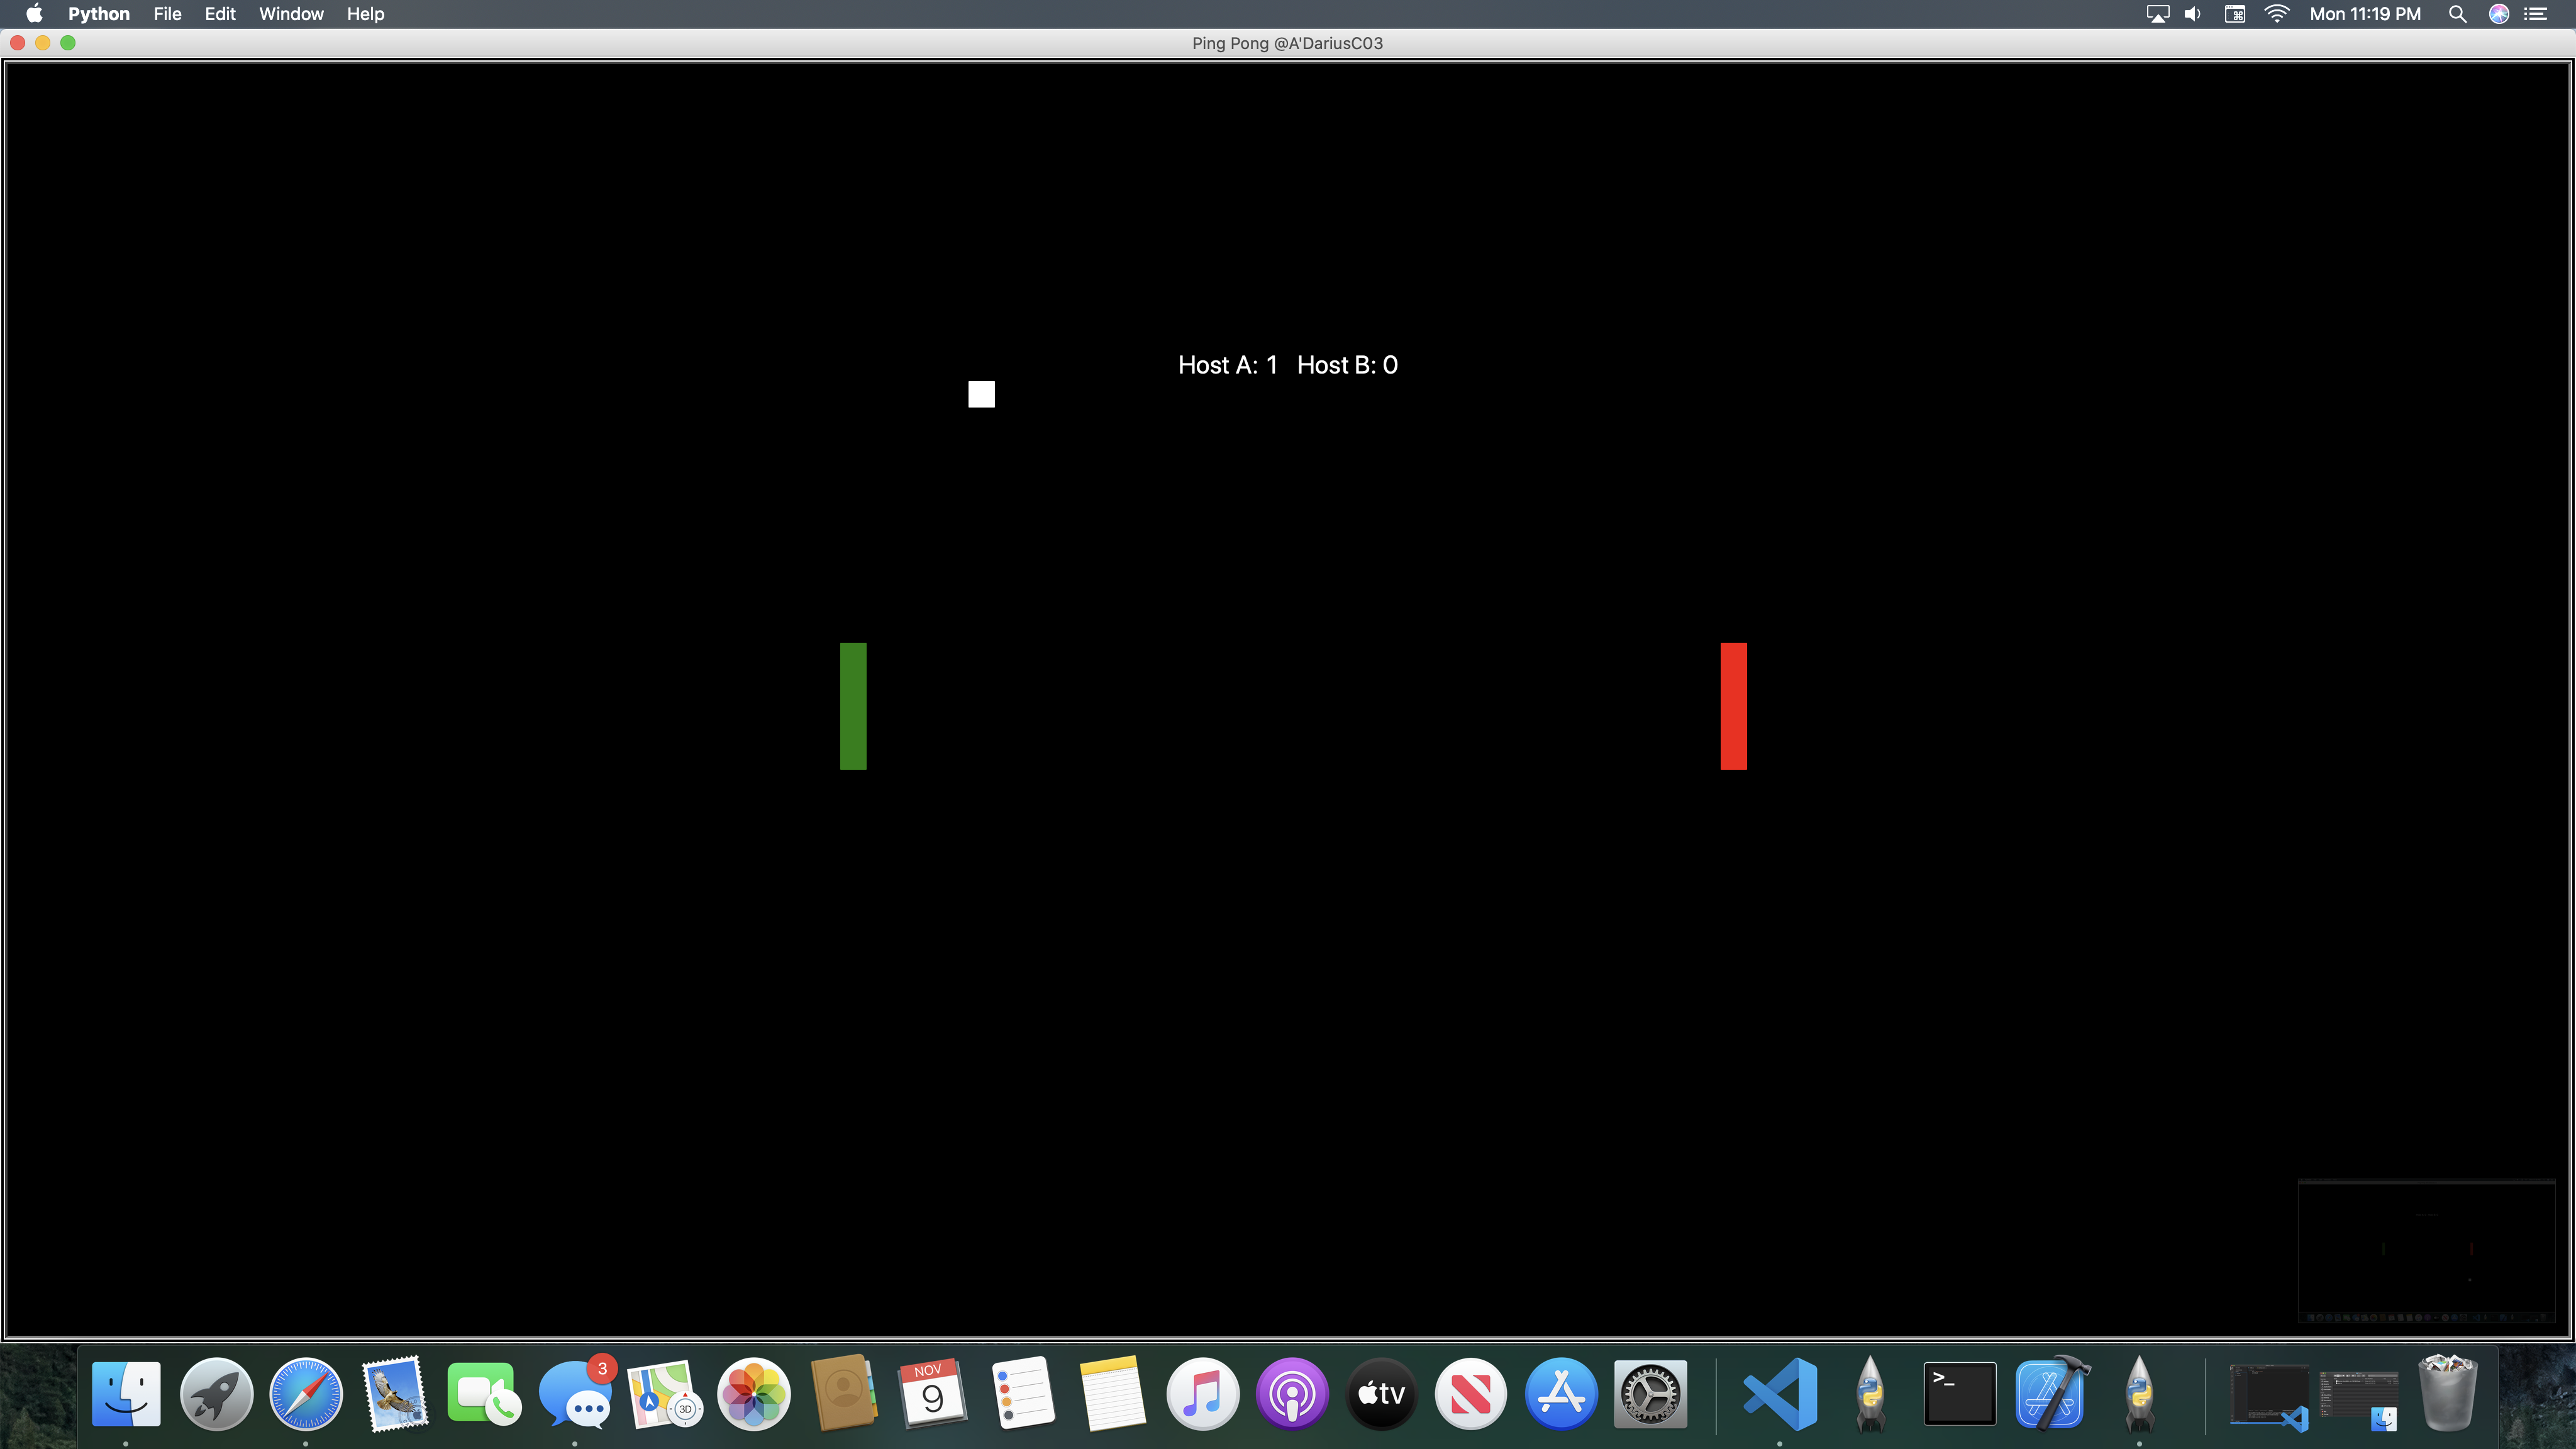 Python File Edit Window Help Mon 11:19 PM
Ping Pong @A'DariusC03
Host A: 1 Host B: 0
3
NOV
9
3D
tv
>_